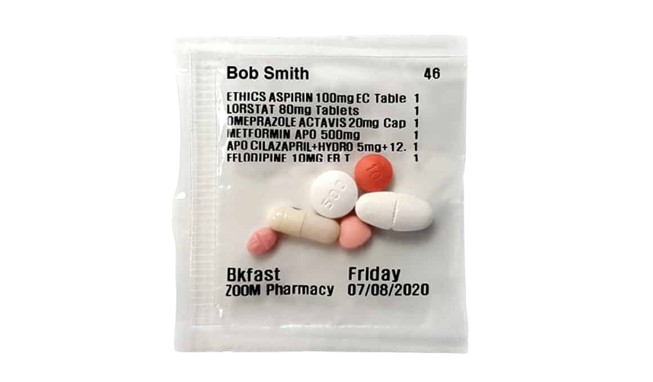 Bob Smith 46
ETHICS ASPIRIN 100mg EC Table 1
LORSTAT 80mg Tablets 1
OMEPRAZOLE ACTAVIS 20mg Cap 1
METFORMIN APO 500mg 1
APO CILAZAPRIL+HYDRO 5mg+12. 1
FELODIPINE 10MG ER T 1
500
10
Bkfast Friday
ZOOM Pharmacy 07/08/2020